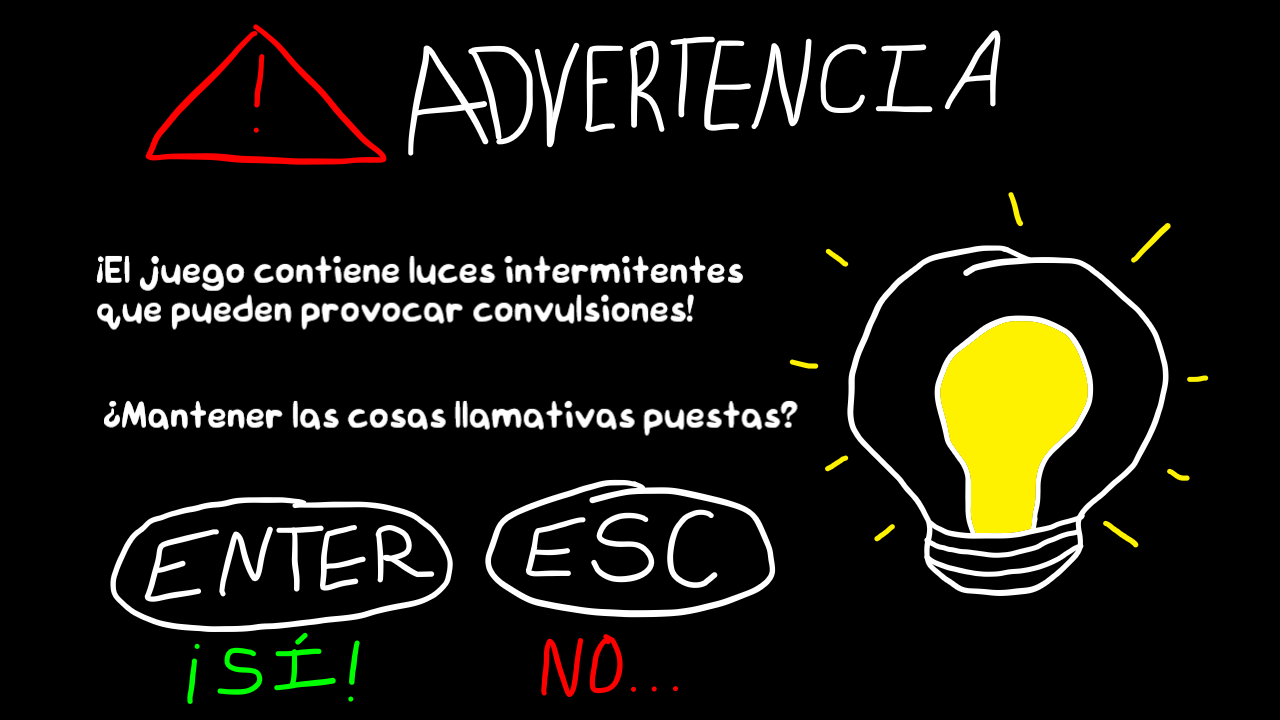 !
ADVERTENCIA
¡El juego contiene luces intermitentes
que pueden provocar convulsiones!
¿Mantener las cosas llamativas puestas?
ENTER ESC
¡SÍ! NO...